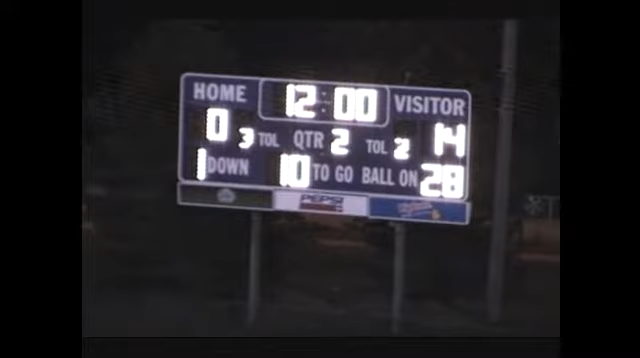 HOME 12:00 VISITOR
0 3 TOL QTR 2 TOL 2 14
1 DOWN 10 TO GO BALL ON 28
PEPSI